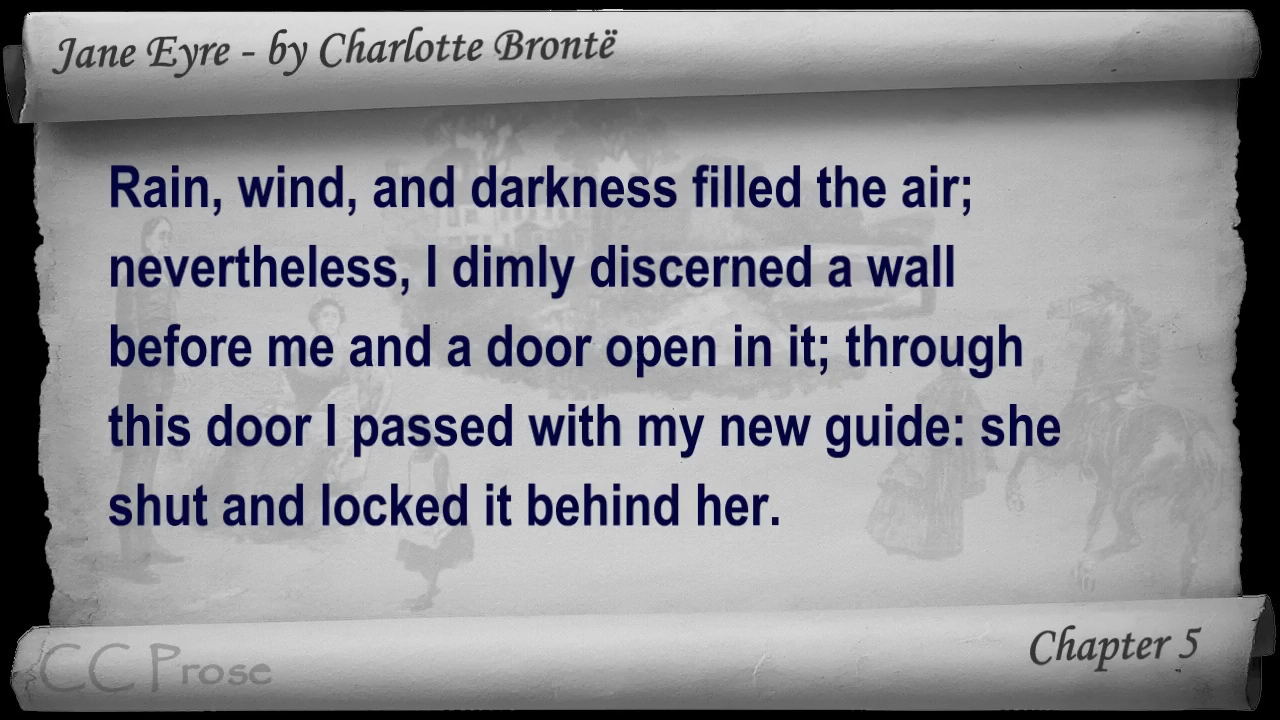 Jane Eyre - by Charlotte Brontë
Rain, wind, and darkness filled the air;
nevertheless, I dimly discerned a wall
before me and a door open in it; through
this door I passed with my new guide: she
shut and locked it behind her.
Chapter 5
CC Prose